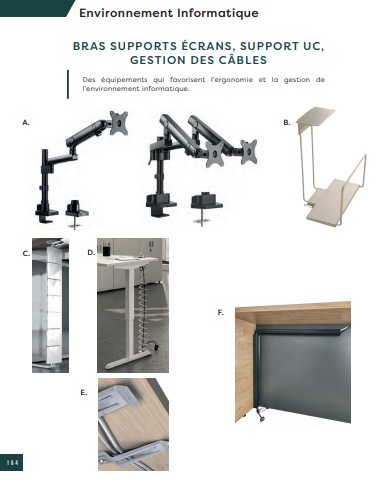 Environnement Informatique
BRAS SUPPORTS ÉCRANS, SUPPORT UC,
GESTION DES CÂBLES
Des équipements qui favorisent l'ergonomie et la gestion de
l'environnement informatique.
A.
B.
C.
D.
F.
E.
164